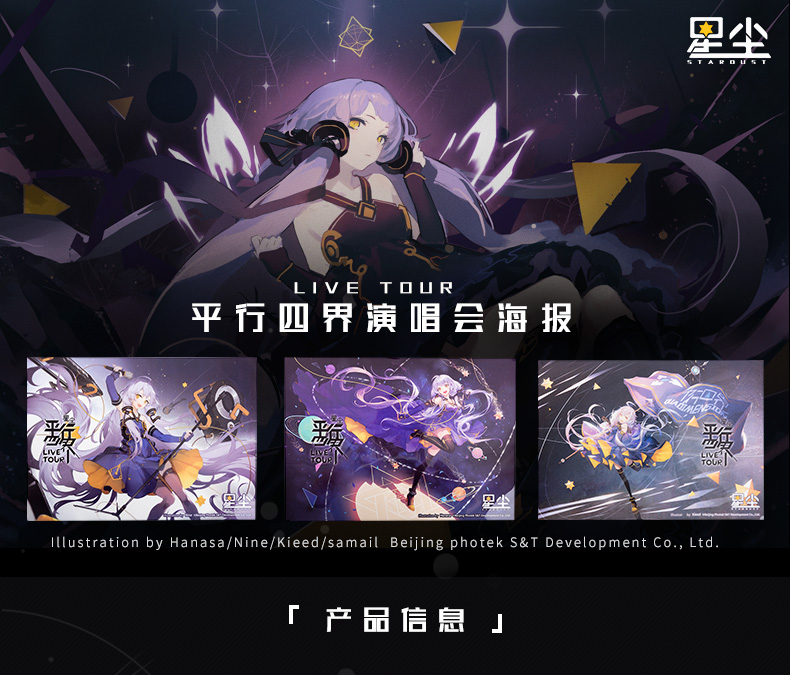 星尘
STARDUST
LIVE TOUR
平行四界演唱会海报
LIVE
TOUR
LIVE
TOUR
LIVE
TOUR
星尘
星尘
星尘
Illustration by Hanasa/Nine/Kieed/samail Beijing photek S&T Development Co., Ltd.
「 产品信息 」